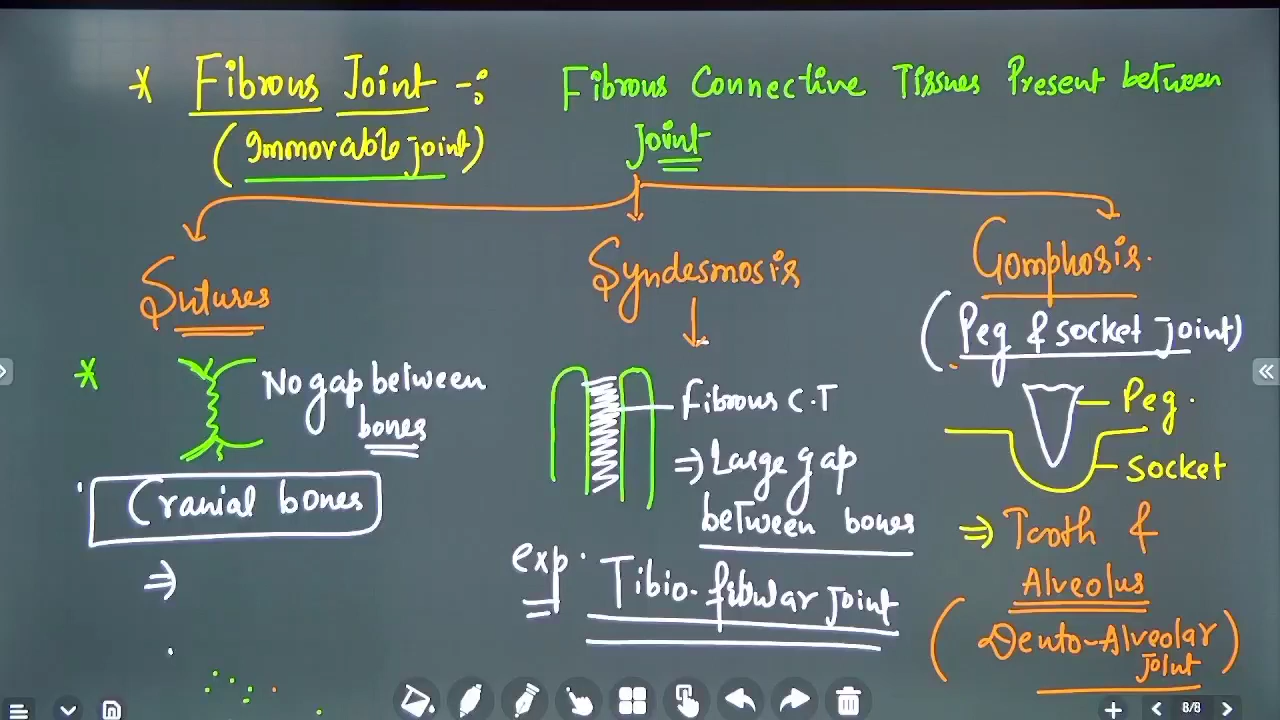 * Fibrous Joint -:
(Immovable joint)
Fibrous Connective Tissues Present between
Joint
Sutures
No gap between
bones
Cranial bones
⇒
Syndesmosis
Fibrous C.T
⇒ Large gap
between bones
exp. Tibio-fibular Joint
Gomphosis.
(Peg & socket joint)
Peg.
Socket
⇒ Tooth &
Alveolus
(Dento-Alveolar
Joint)
8/8